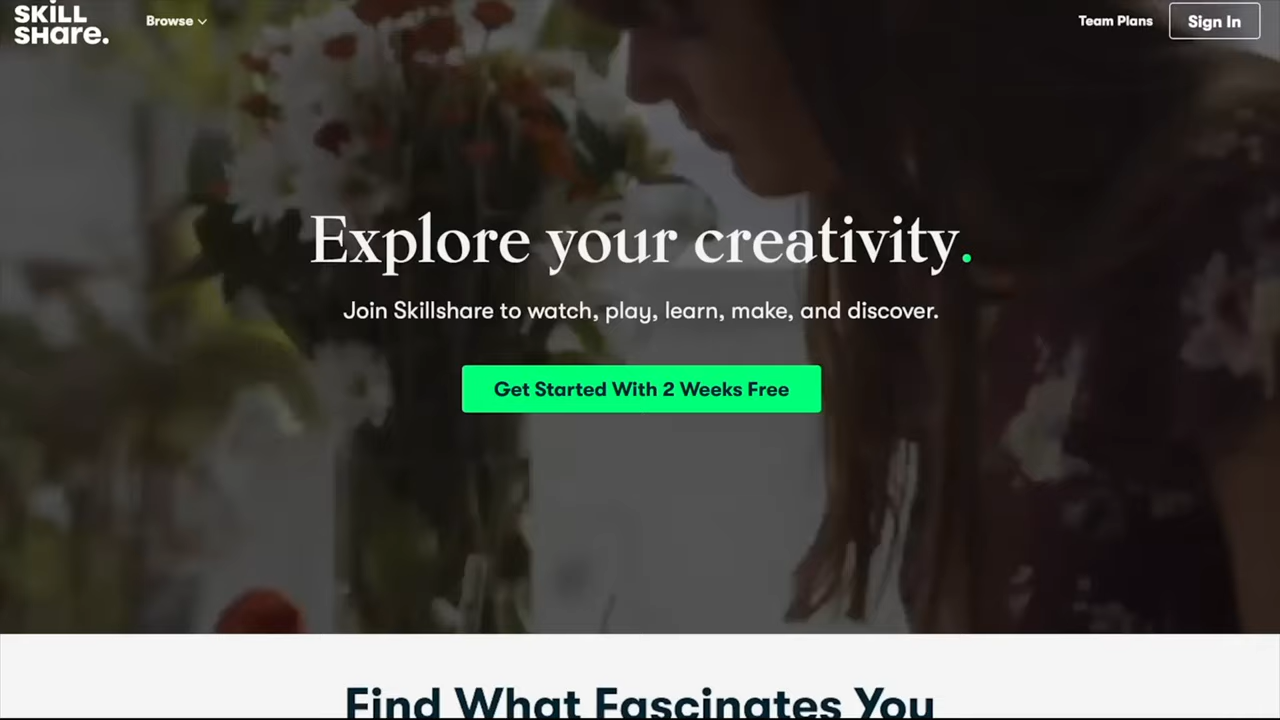 SKiLL
SHare.
Browse
Team Plans
Sign In
Explore your creativity.
Join Skillshare to watch, play, learn, make, and discover.
Get Started With 2 Weeks Free
Find What Fascinates You